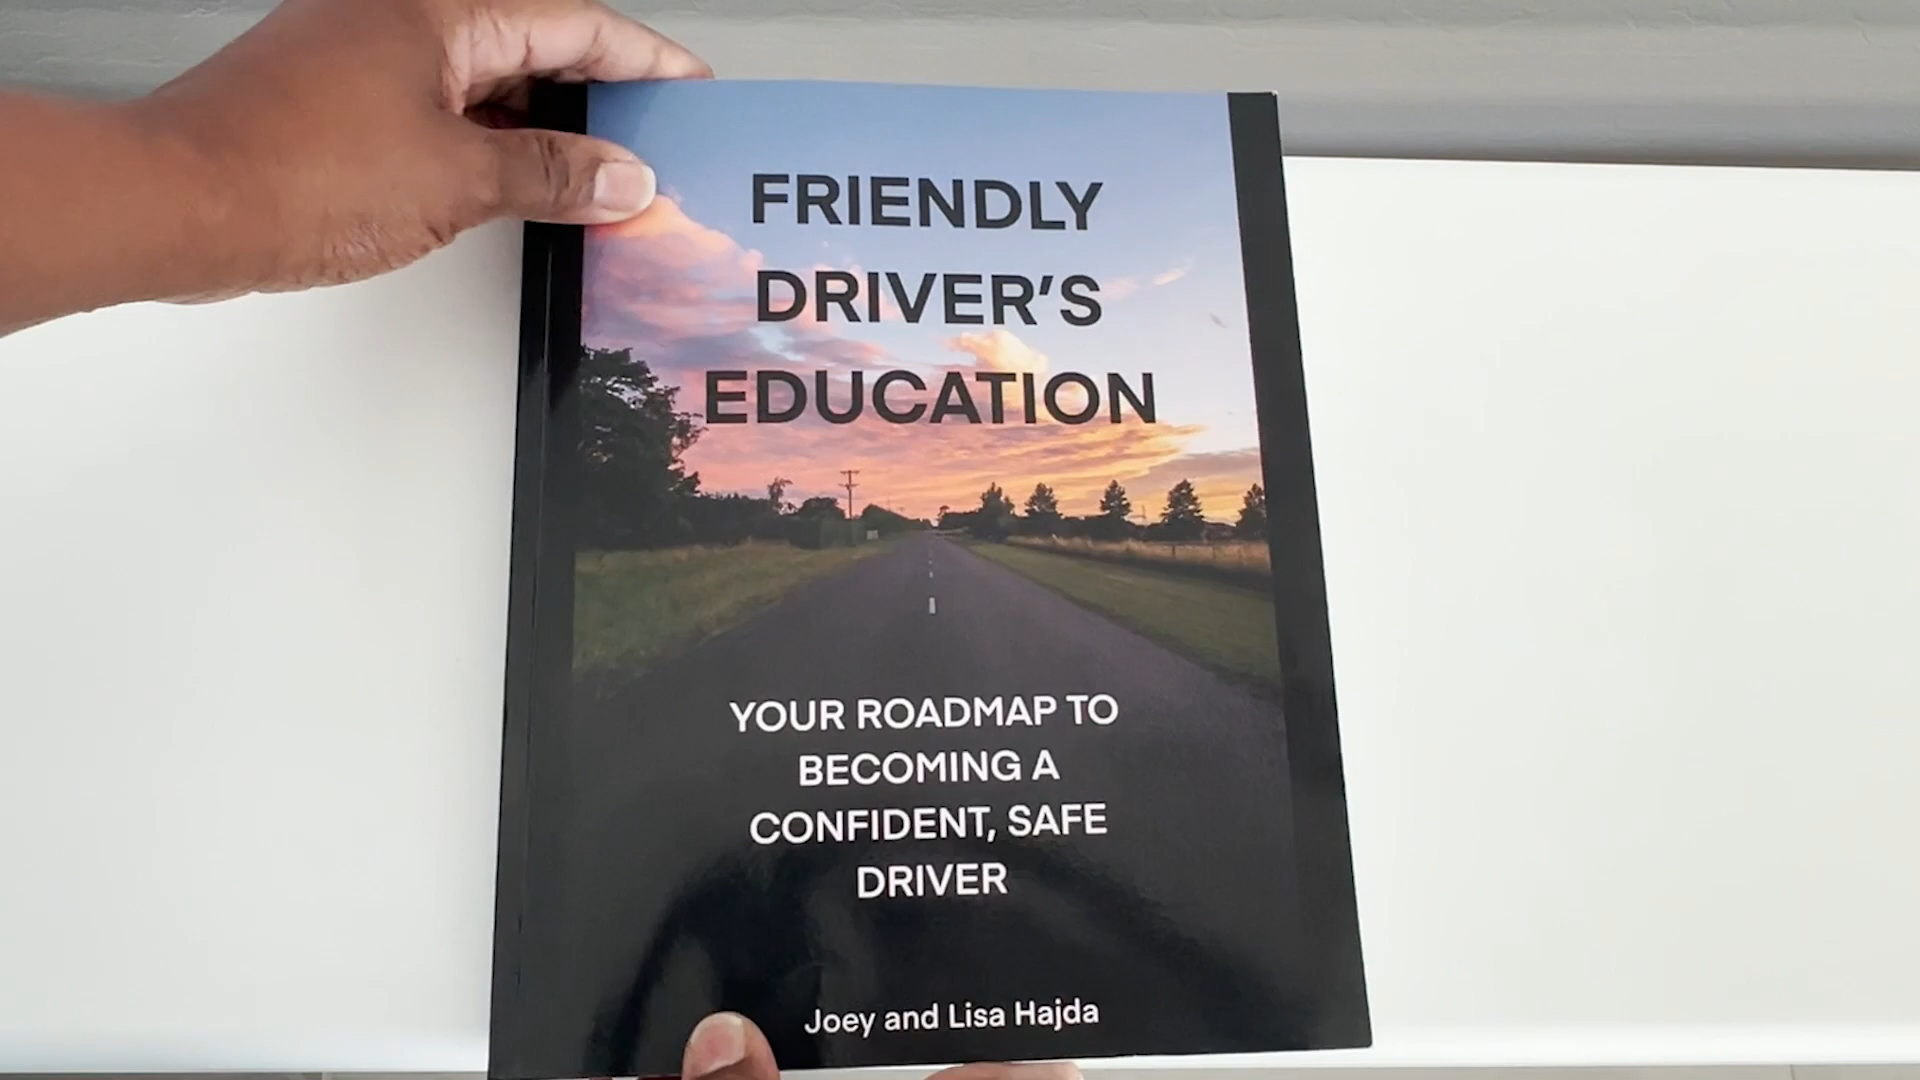 FRIENDLY
DRIVER'S
EDUCATION
YOUR ROADMAP TO
BECOMING A
CONFIDENT, SAFE
DRIVER
Joey and Lisa Hajda